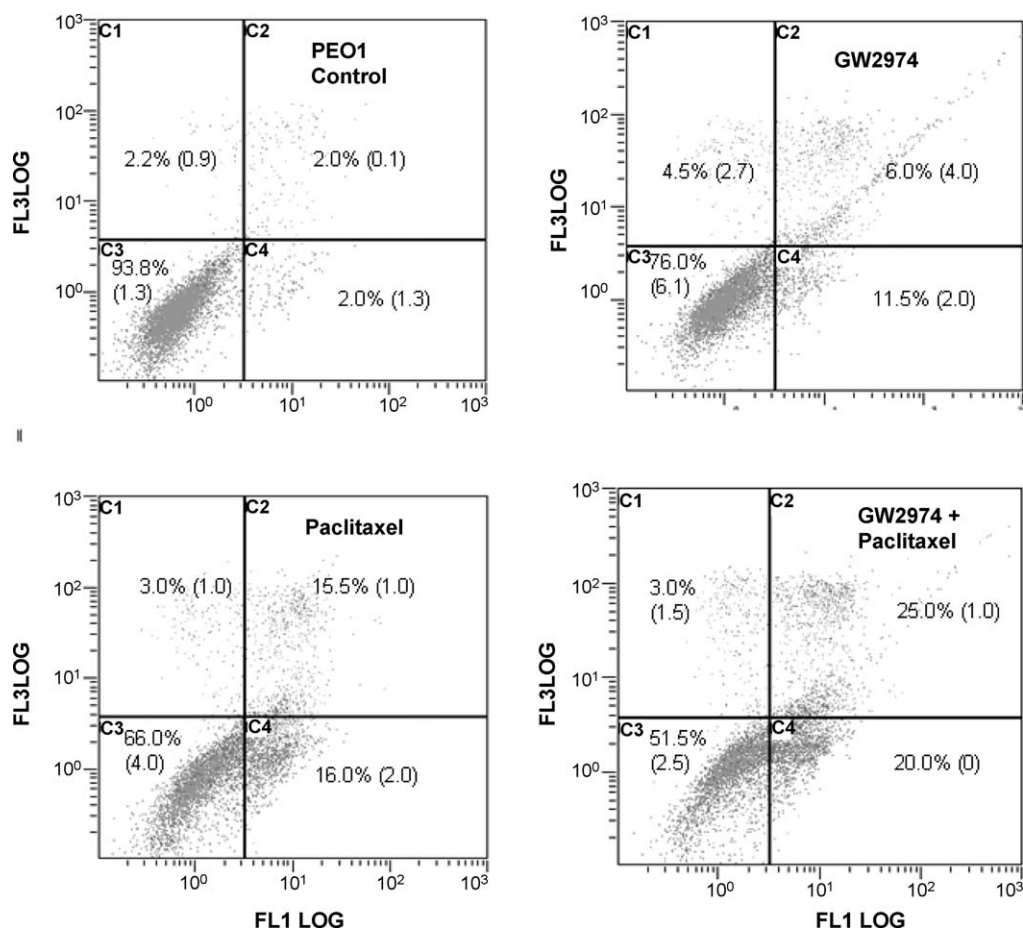 10³
C1
C2
PEO1
Control
10²
2.2% (0.9)
2.0% (0.1)
FL3LOG
10¹
C3
C4
93.8%
(1.3)
10⁰
2.0% (1.3)
10⁰
10¹
10³
10³
C1
C2
GW2974
10²
4.5% (2.7)
6.0% (4.0)
FL3LOG
10¹
C3
C4
76.0%
(6.1)
10⁰
11.5% (2.0)
10³
C1
C2
Paclitaxel
10²
3.0% (1.0)
15.5% (1.0)
FL3LOG
10¹
C3
C4
66.0%
(4.0)
10⁰
16.0% (2.0)
10⁰
10¹
10³
FL1 LOG
10³
C1
C2
GW2974 +
Paclitaxel
10²
3.0%
(1.5)
25.0% (1.0)
FL3LOG
10¹
C3
C4
51.5%
(2.5)
10⁰
20.0% (0)
10⁰
10¹
10³
FL1 LOG